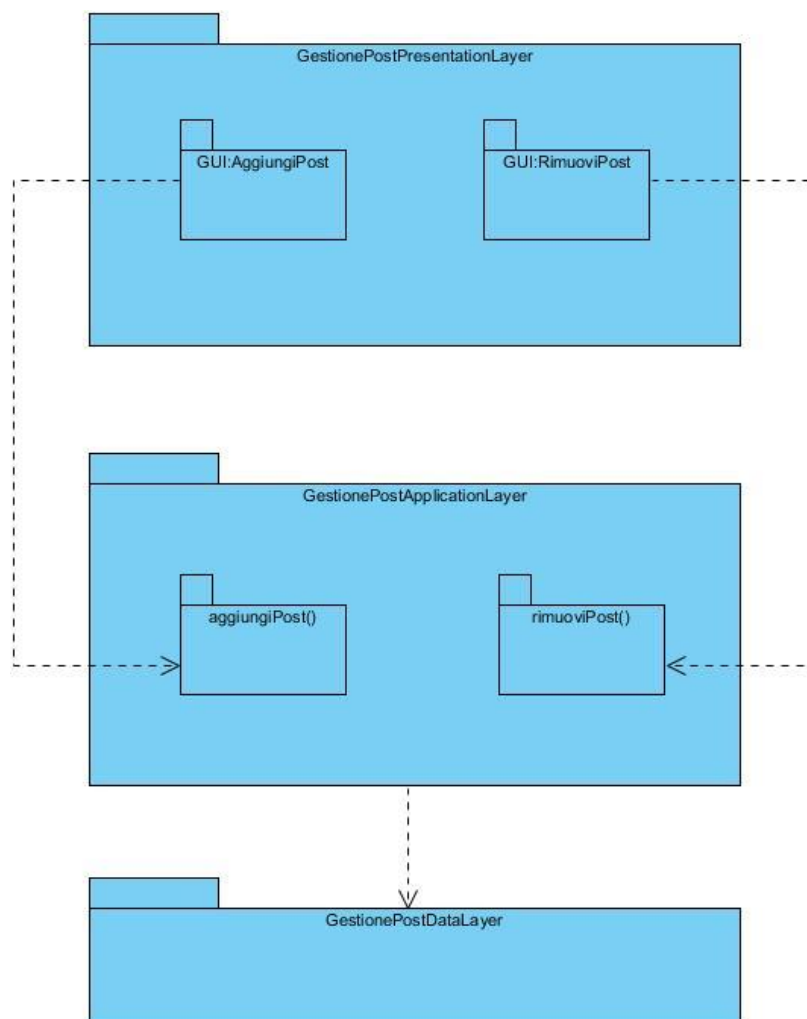 GestionePostPresentationLayer
GUI:AggiungiPost
GUI:RimuoviPost
GestionePostApplicationLayer
aggiungiPost()
rimuoviPost()
GestionePostDataLayer